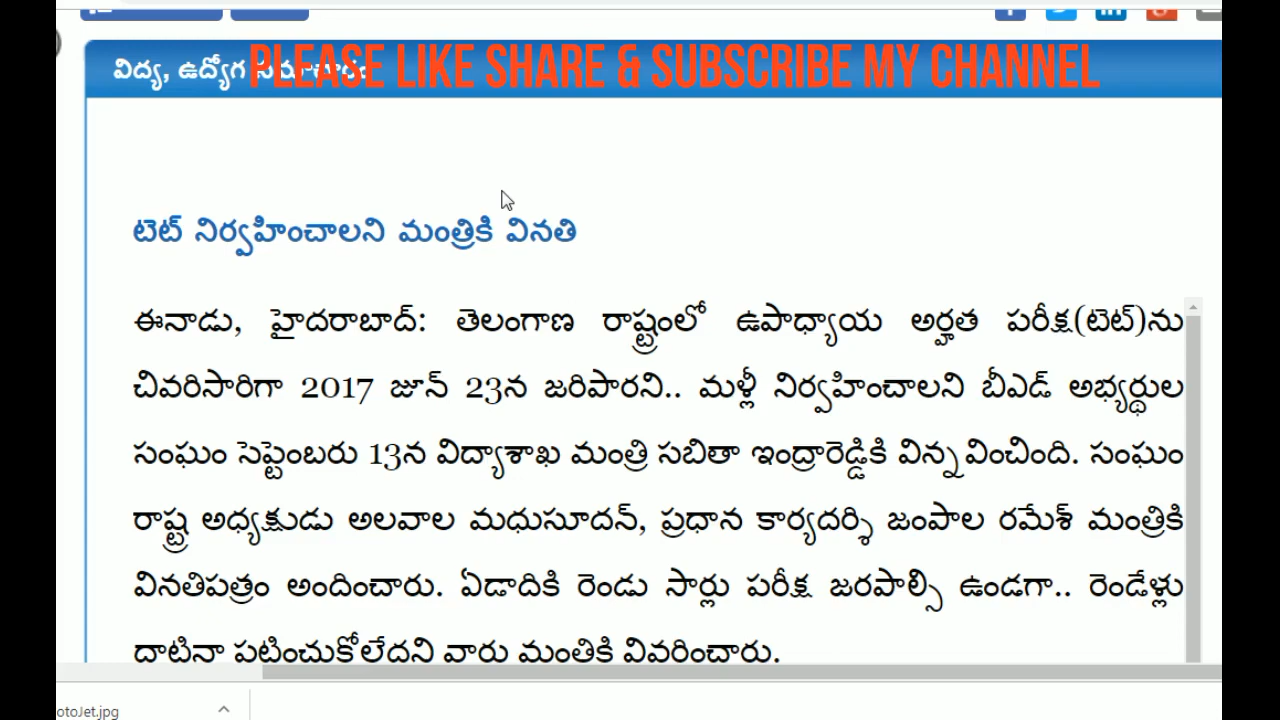 విద్య, ఉద్యోగ సమాచారం
PLEASE LIKE SHARE & SUBSCRIBE MY CHANNEL
టెట్ నిర్వహించాలని మంత్రికి వినతి
ఈనాడు, హైదరాబాద్: తెలంగాణ రాష్ట్రంలో ఉపాధ్యాయ అర్హత పరీక్ష(టెట్)ను
చివరిసారిగా 2017 జూన్ 23న జరిపారని.. మళ్లీ నిర్వహించాలని బీఎడ్ అభ్యర్థుల
సంఘం సెప్టెంబరు 13న విద్యాశాఖ మంత్రి సబితా ఇంద్రారెడ్డికి విన్నవించింది. సంఘం
రాష్ట్ర అధ్యక్షుడు అలవాల మధుసూదన్, ప్రధాన కార్యదర్శి జంపాల రమేశ్ మంత్రికి
వినతిపత్రం అందించారు. ఏడాదికి రెండు సార్లు పరీక్ష జరపాల్సి ఉండగా.. రెండేళ్లు
దాటినా పట్టించుకోలేదని వారు మంత్రికి వివరించారు.
otoJet.jpg